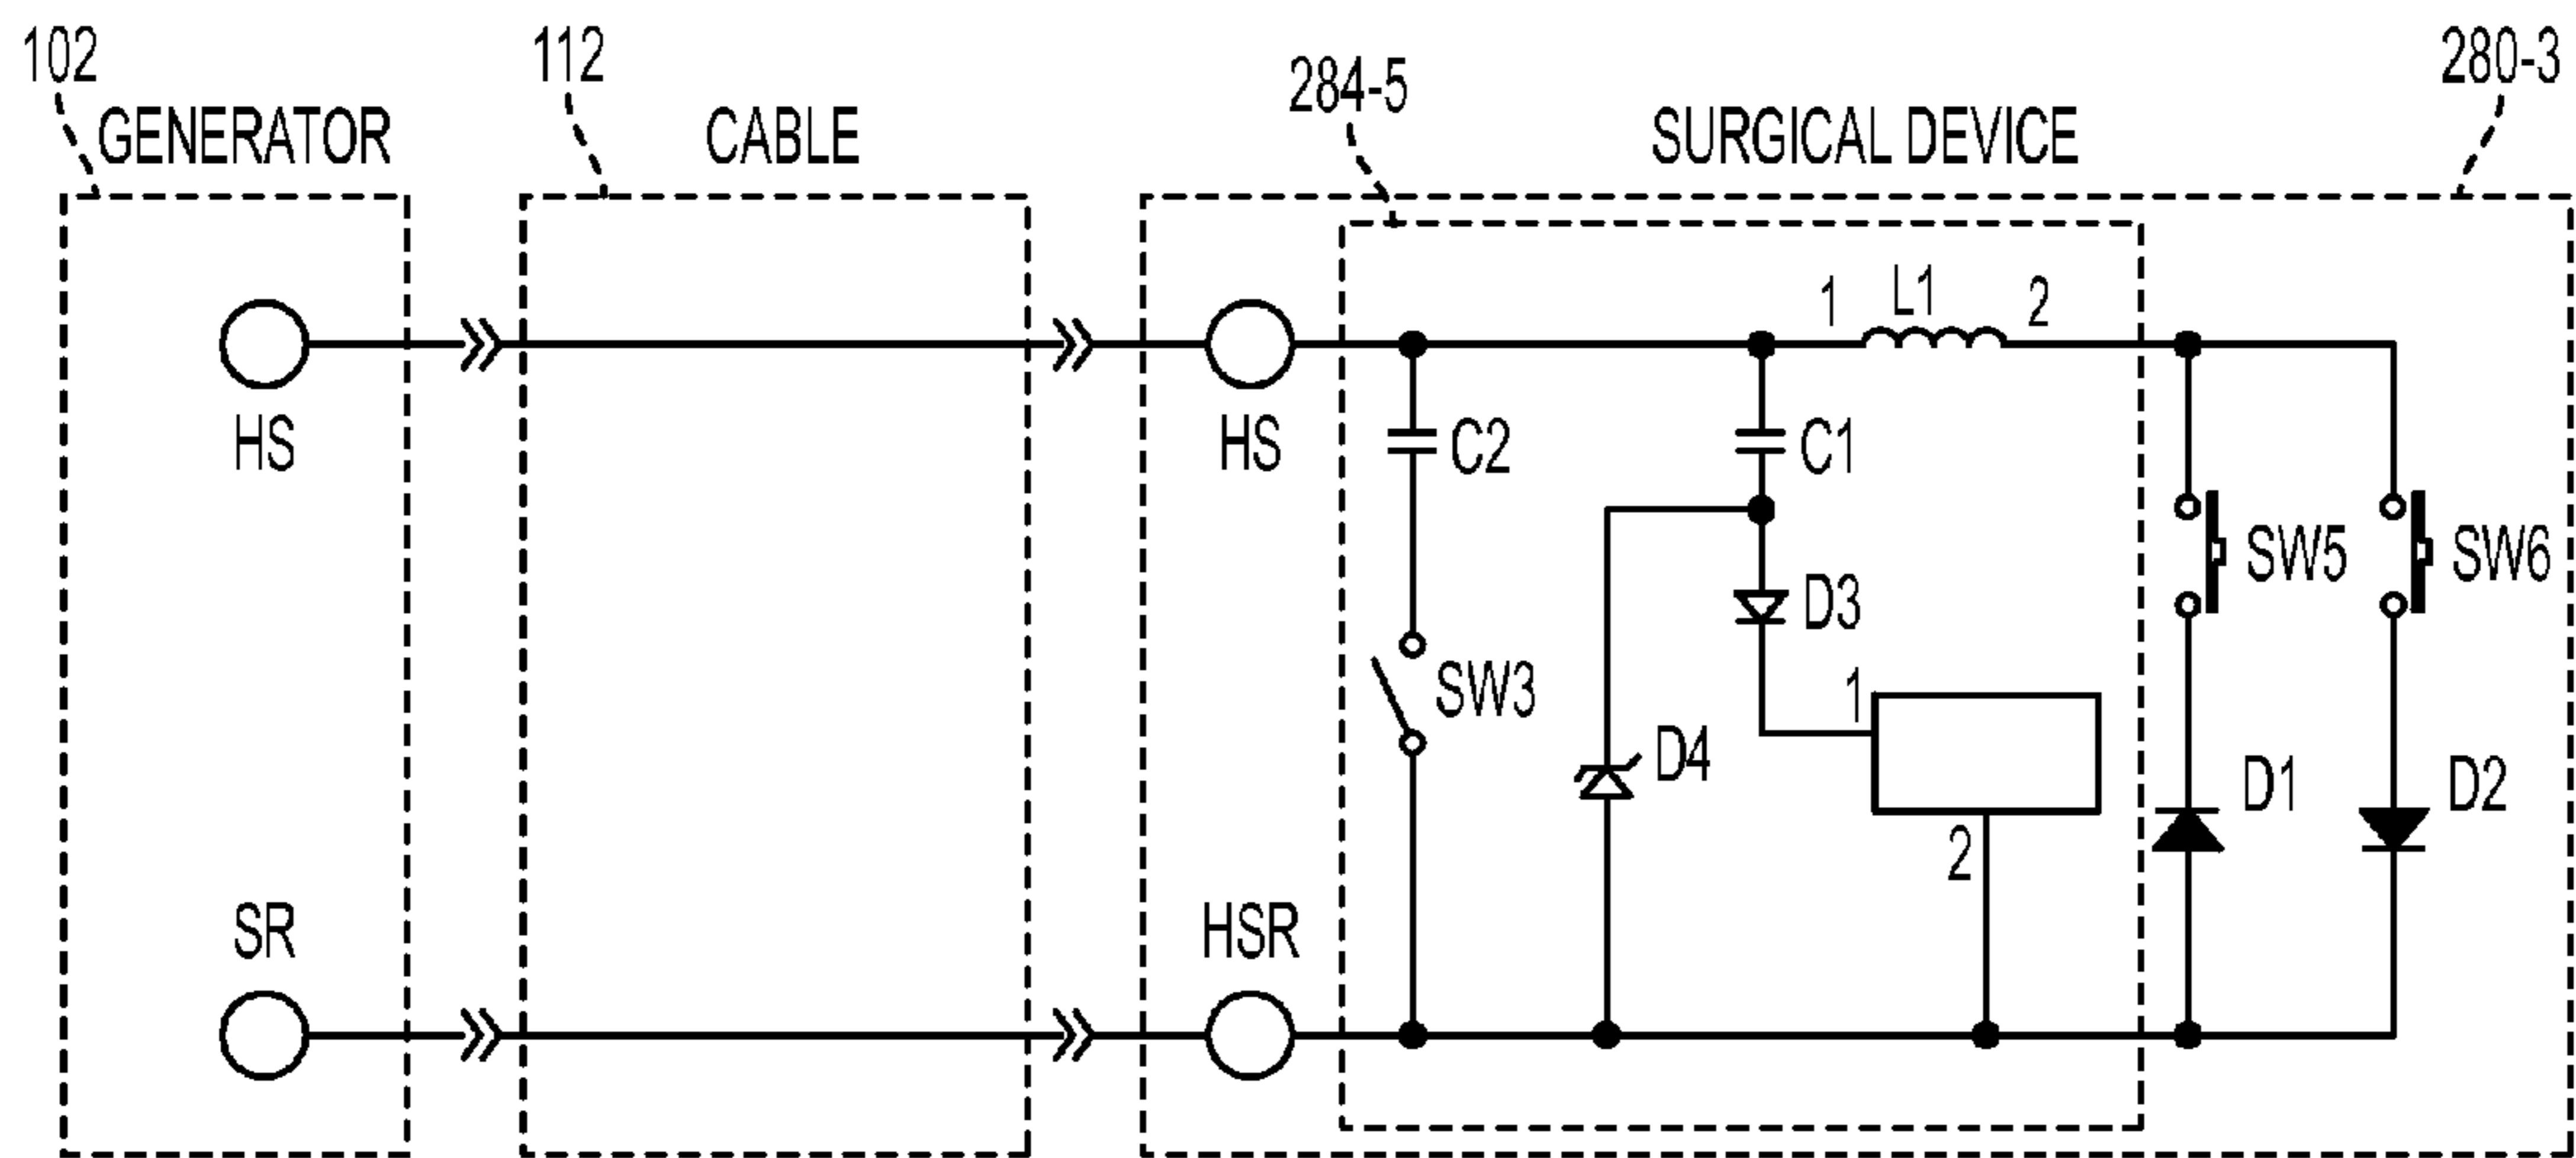 102
112
284-5
280-3
GENERATOR
CABLE
SURGICAL DEVICE
1
L1
2
HS
HS
C2
C1
SW5
SW6
D3
SW3
1
D4
D1
D2
2
SR
HSR